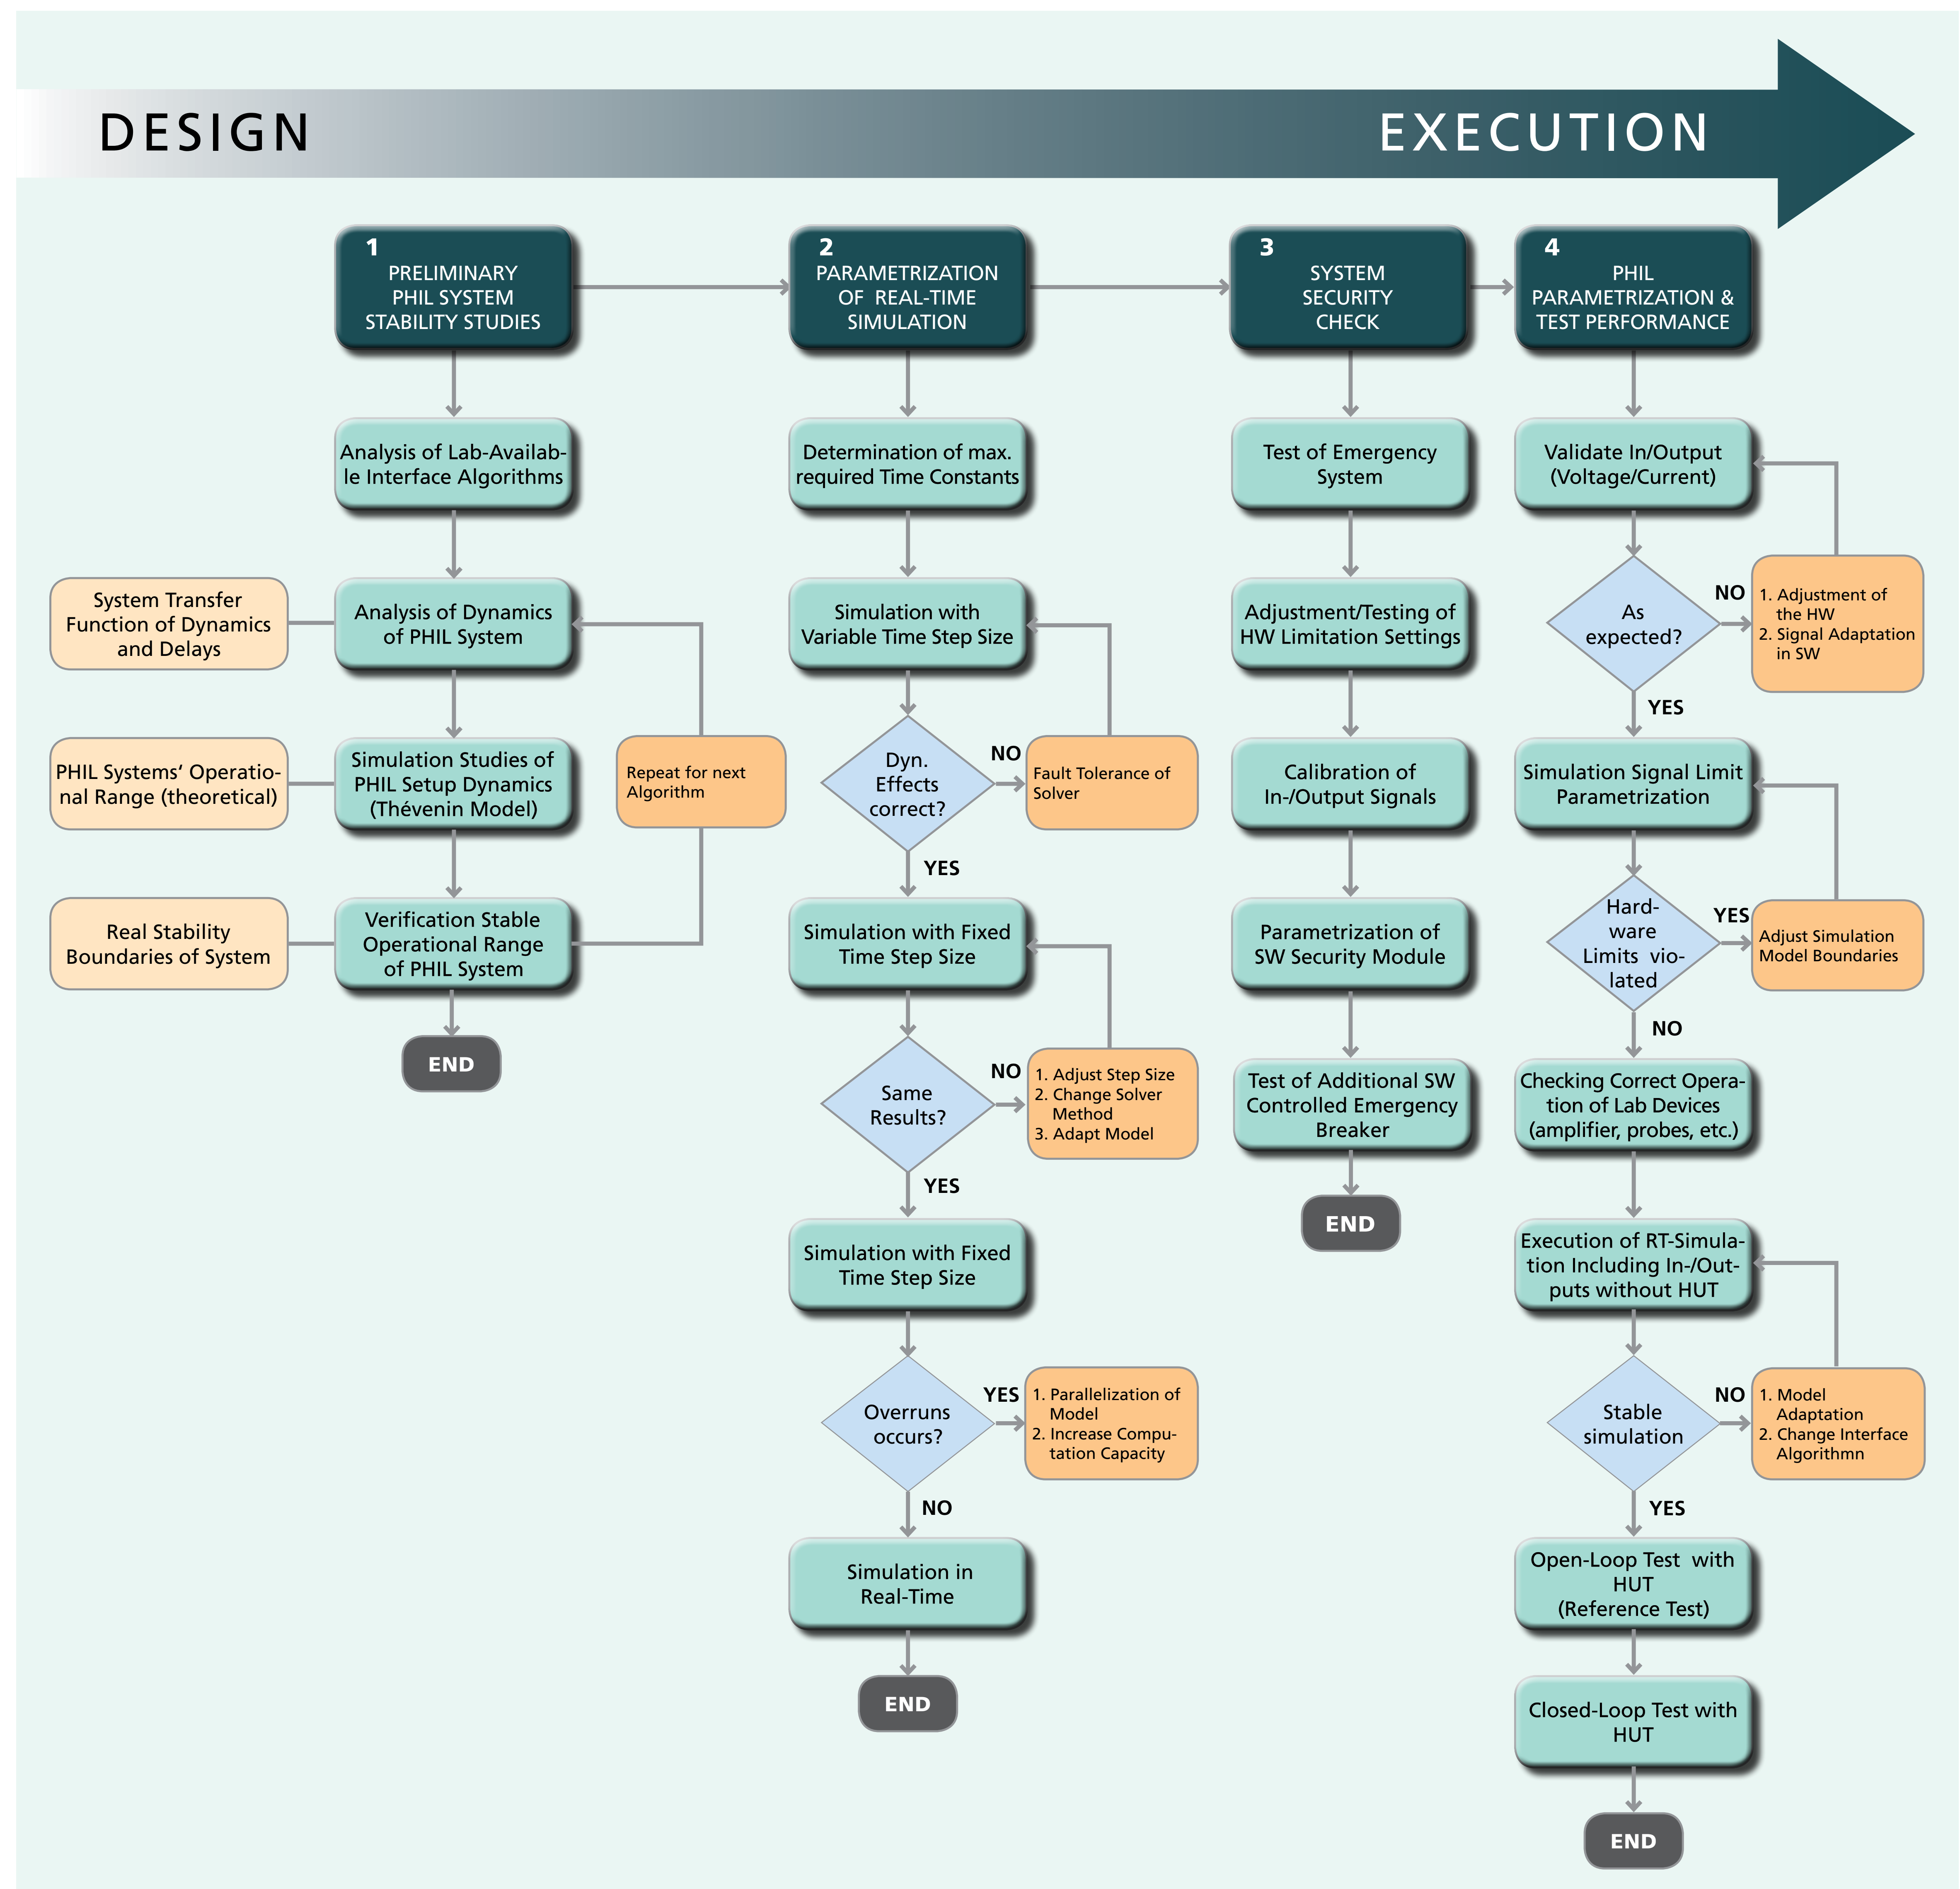 DESIGN
EXECUTION
1
PRELIMINARY
PHIL SYSTEM
STABILITY STUDIES
Analysis of Lab-Availab-
le Interface Algorithms
System Transfer
Function of Dynamics
and Delays
Analysis of Dynamics
of PHIL System
PHIL Systems‘ Operatio-
nal Range (theoretical)
Simulation Studies of
PHIL Setup Dynamics
(Thévenin Model)
Repeat for next
Algorithm
Real Stability
Boundaries of System
Verification Stable
Operational Range
of PHIL System
END
2
PARAMETRIZATION
OF REAL-TIME
SIMULATION
Determination of max.
required Time Constants
Simulation with
Variable Time Step Size
Dyn.
Effects
correct?
NO
Fault Tolerance of
Solver
YES
Simulation with Fixed
Time Step Size
Same
Results?
NO
1. Adjust Step Size
2. Change Solver
Method
3. Adapt Model
YES
Simulation with Fixed
Time Step Size
Overruns
occurs?
YES
1. Parallelization of
Model
2. Increase Compu-
tation Capacity
NO
Simulation in
Real-Time
END
3
SYSTEM
SECURITY
CHECK
Test of Emergency
System
Adjustment/Testing of
HW Limitation Settings
Calibration of
In-/Output Signals
Parametrization of
SW Security Module
Test of Additional SW
Controlled Emergency
Breaker
END
4
PHIL
PARAMETRIZATION &
TEST PERFORMANCE
Validate In/Output
(Voltage/Current)
As
expected?
NO
1. Adjustment of
the HW
2. Signal Adaptation
in SW
YES
Simulation Signal Limit
Parametrization
Hard-
ware
Limits vio-
lated
YES
Adjust Simulation
Model Boundaries
NO
Checking Correct Opera-
tion of Lab Devices
(amplifier, probes, etc.)
Execution of RT-Simula-
tion Including In-/Out-
puts without HUT
Stable
simulation
NO
1. Model
Adaptation
2. Change Interface
Algorithmn
YES
Open-Loop Test with
HUT
(Reference Test)
Closed-Loop Test with
HUT
END